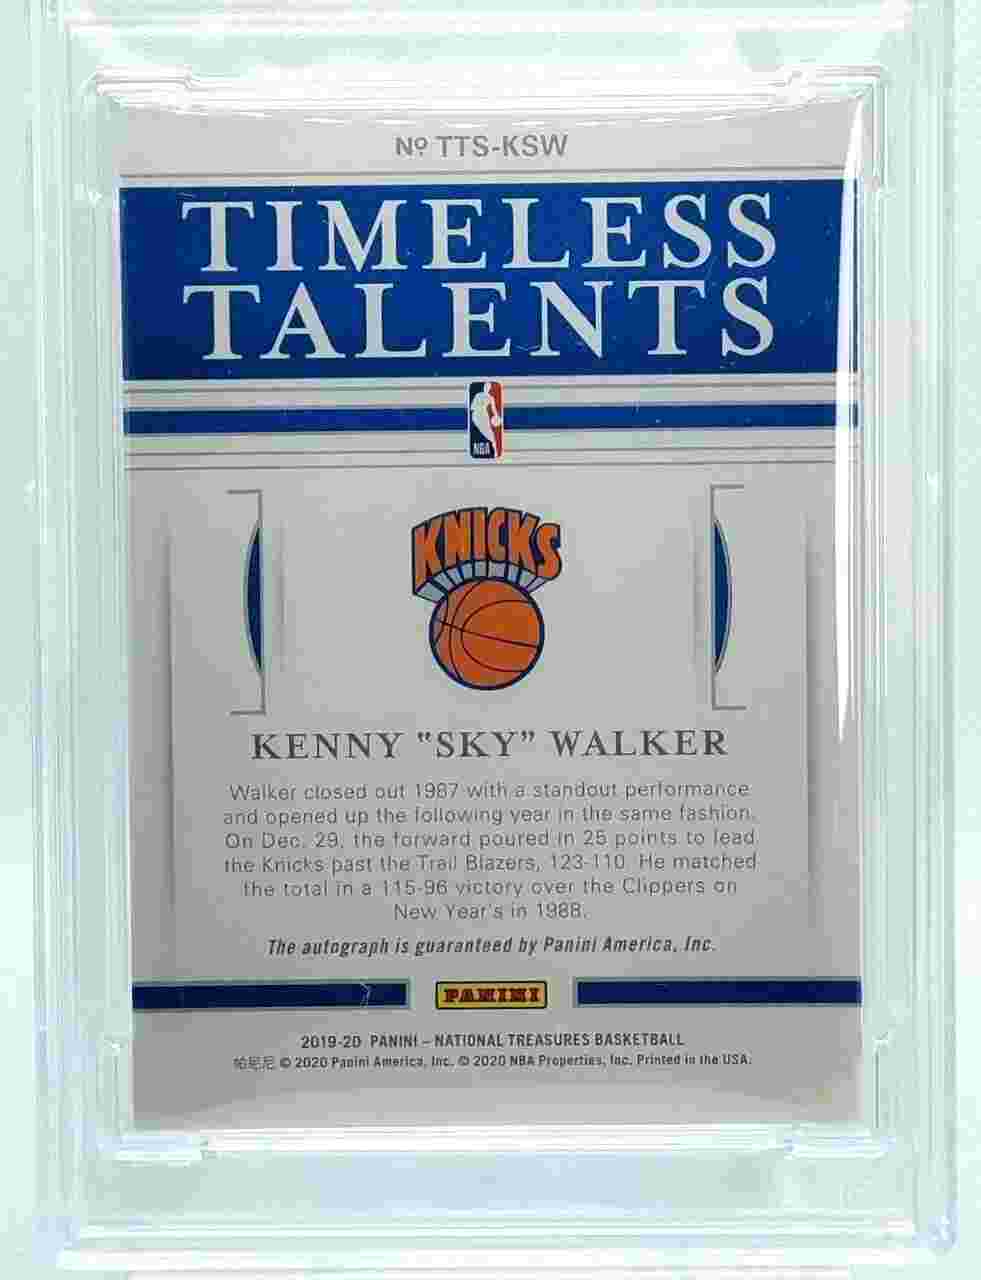 Nº TTS-KSW
TIMELESS
TALENTS
NBA
KNICKS
KENNY "SKY" WALKER
Walker closed out 1987 with a standout performance
and opened up the following year in the same fashion.
On Dec. 29, the forward poured in 25 points to lead
the Knicks past the Trail Blazers, 123-110. He matched
the total in a 115-96 victory over the Clippers on
New Year's in 1988.
The autograph is guaranteed by Panini America, Inc.
PANINI
2019-20 PANINI – NATIONAL TREASURES BASKETBALL
帕尼尼 © 2020 Panini America, Inc. © 2020 NBA Properties, Inc. Printed in the USA.